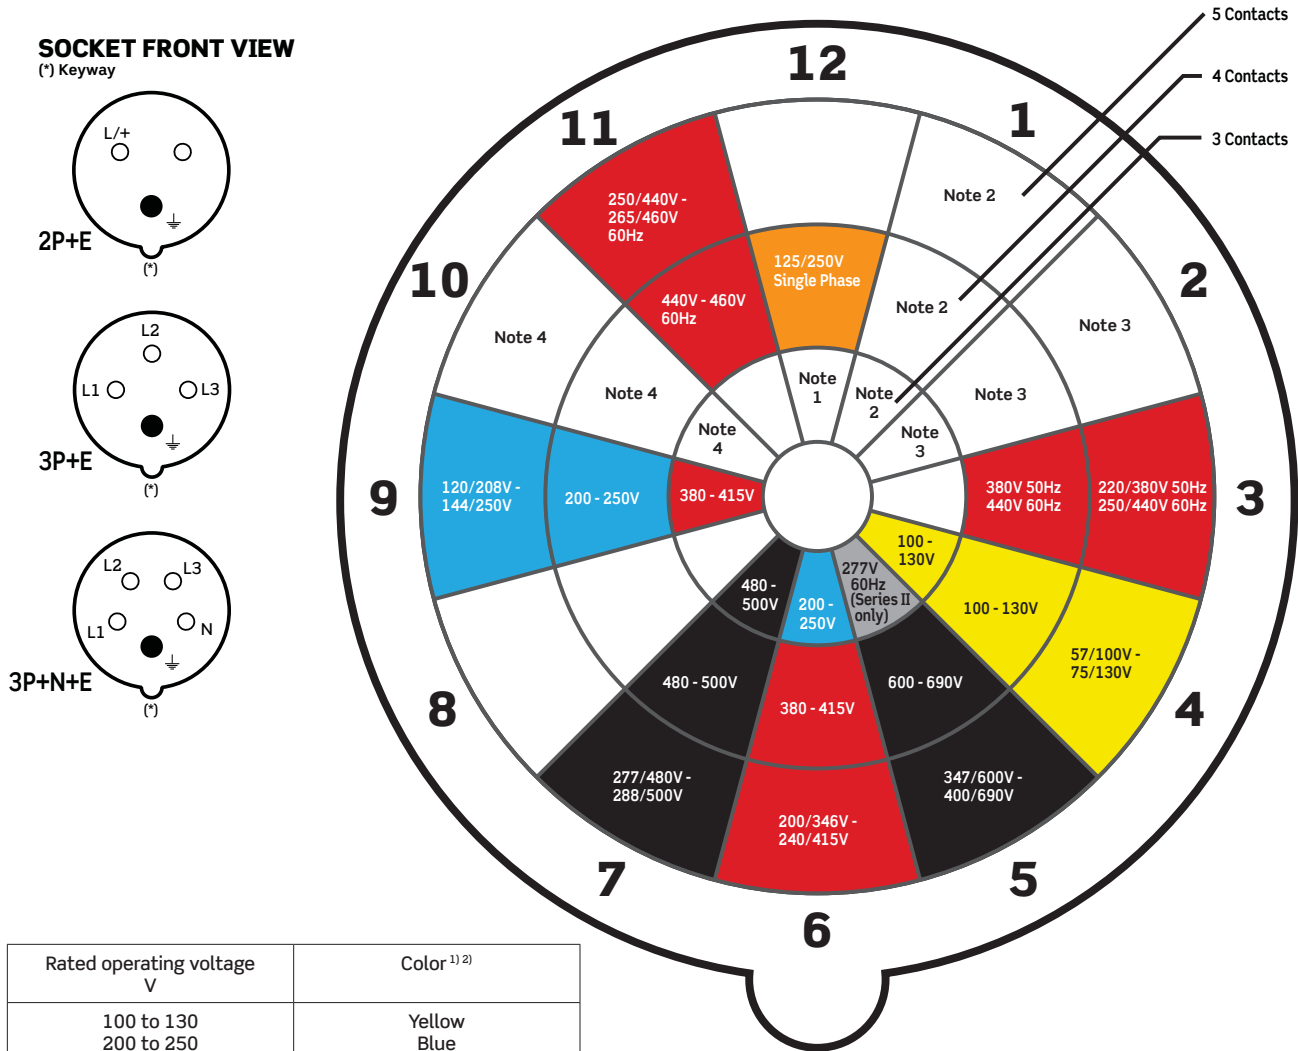 SOCKET FRONT VIEW
(*) Keyway
L/+
2P+E
(*)
L2
L1
L3
3P+E
(*)
L2
L3
L1
N
3P+N+E
(*)
5 Contacts
4 Contacts
3 Contacts
12
1
2
3
4
5
6
7
8
9
10
11
125/250V
Single Phase
Note
1
Note 2
Note 2
Note
2
Note 3
Note 3
Note
3
220/380V 50Hz
250/440V 60Hz
380V 50Hz
440V 60Hz
57/100V -
75/130V
100 - 130V
100 -
130V
347/600V -
400/690V
600 - 690V
277V
60Hz
(Series II
only)
200/346V -
240/415V
380 - 415V
200 -
250V
277/480V -
288/500V
480 - 500V
480 -
500V
120/208V -
144/250V
200 - 250V
380 - 415V
Note 4
Note 4
Note
4
250/440V -
265/460V
60Hz
440V - 460V
60Hz
Rated operating voltage
V
Color 1) 2)
100 to 130
Yellow
200 to 250
Blue